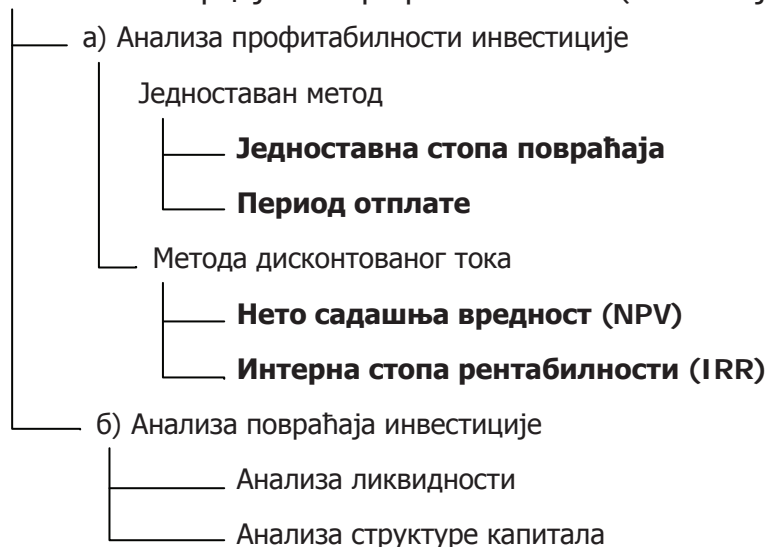 а) Анализа профитабилности инвестиције
Једноставан метод
Једноставна стопа повраћаја
Период отплате
Метода дисконтованог тока
Нето садашња вредност (NPV)
Интерна стопа рентабилности (IRR)
б) Анализа повраћаја инвестиције
Анализа ликвидности
Анализа структуре капитала